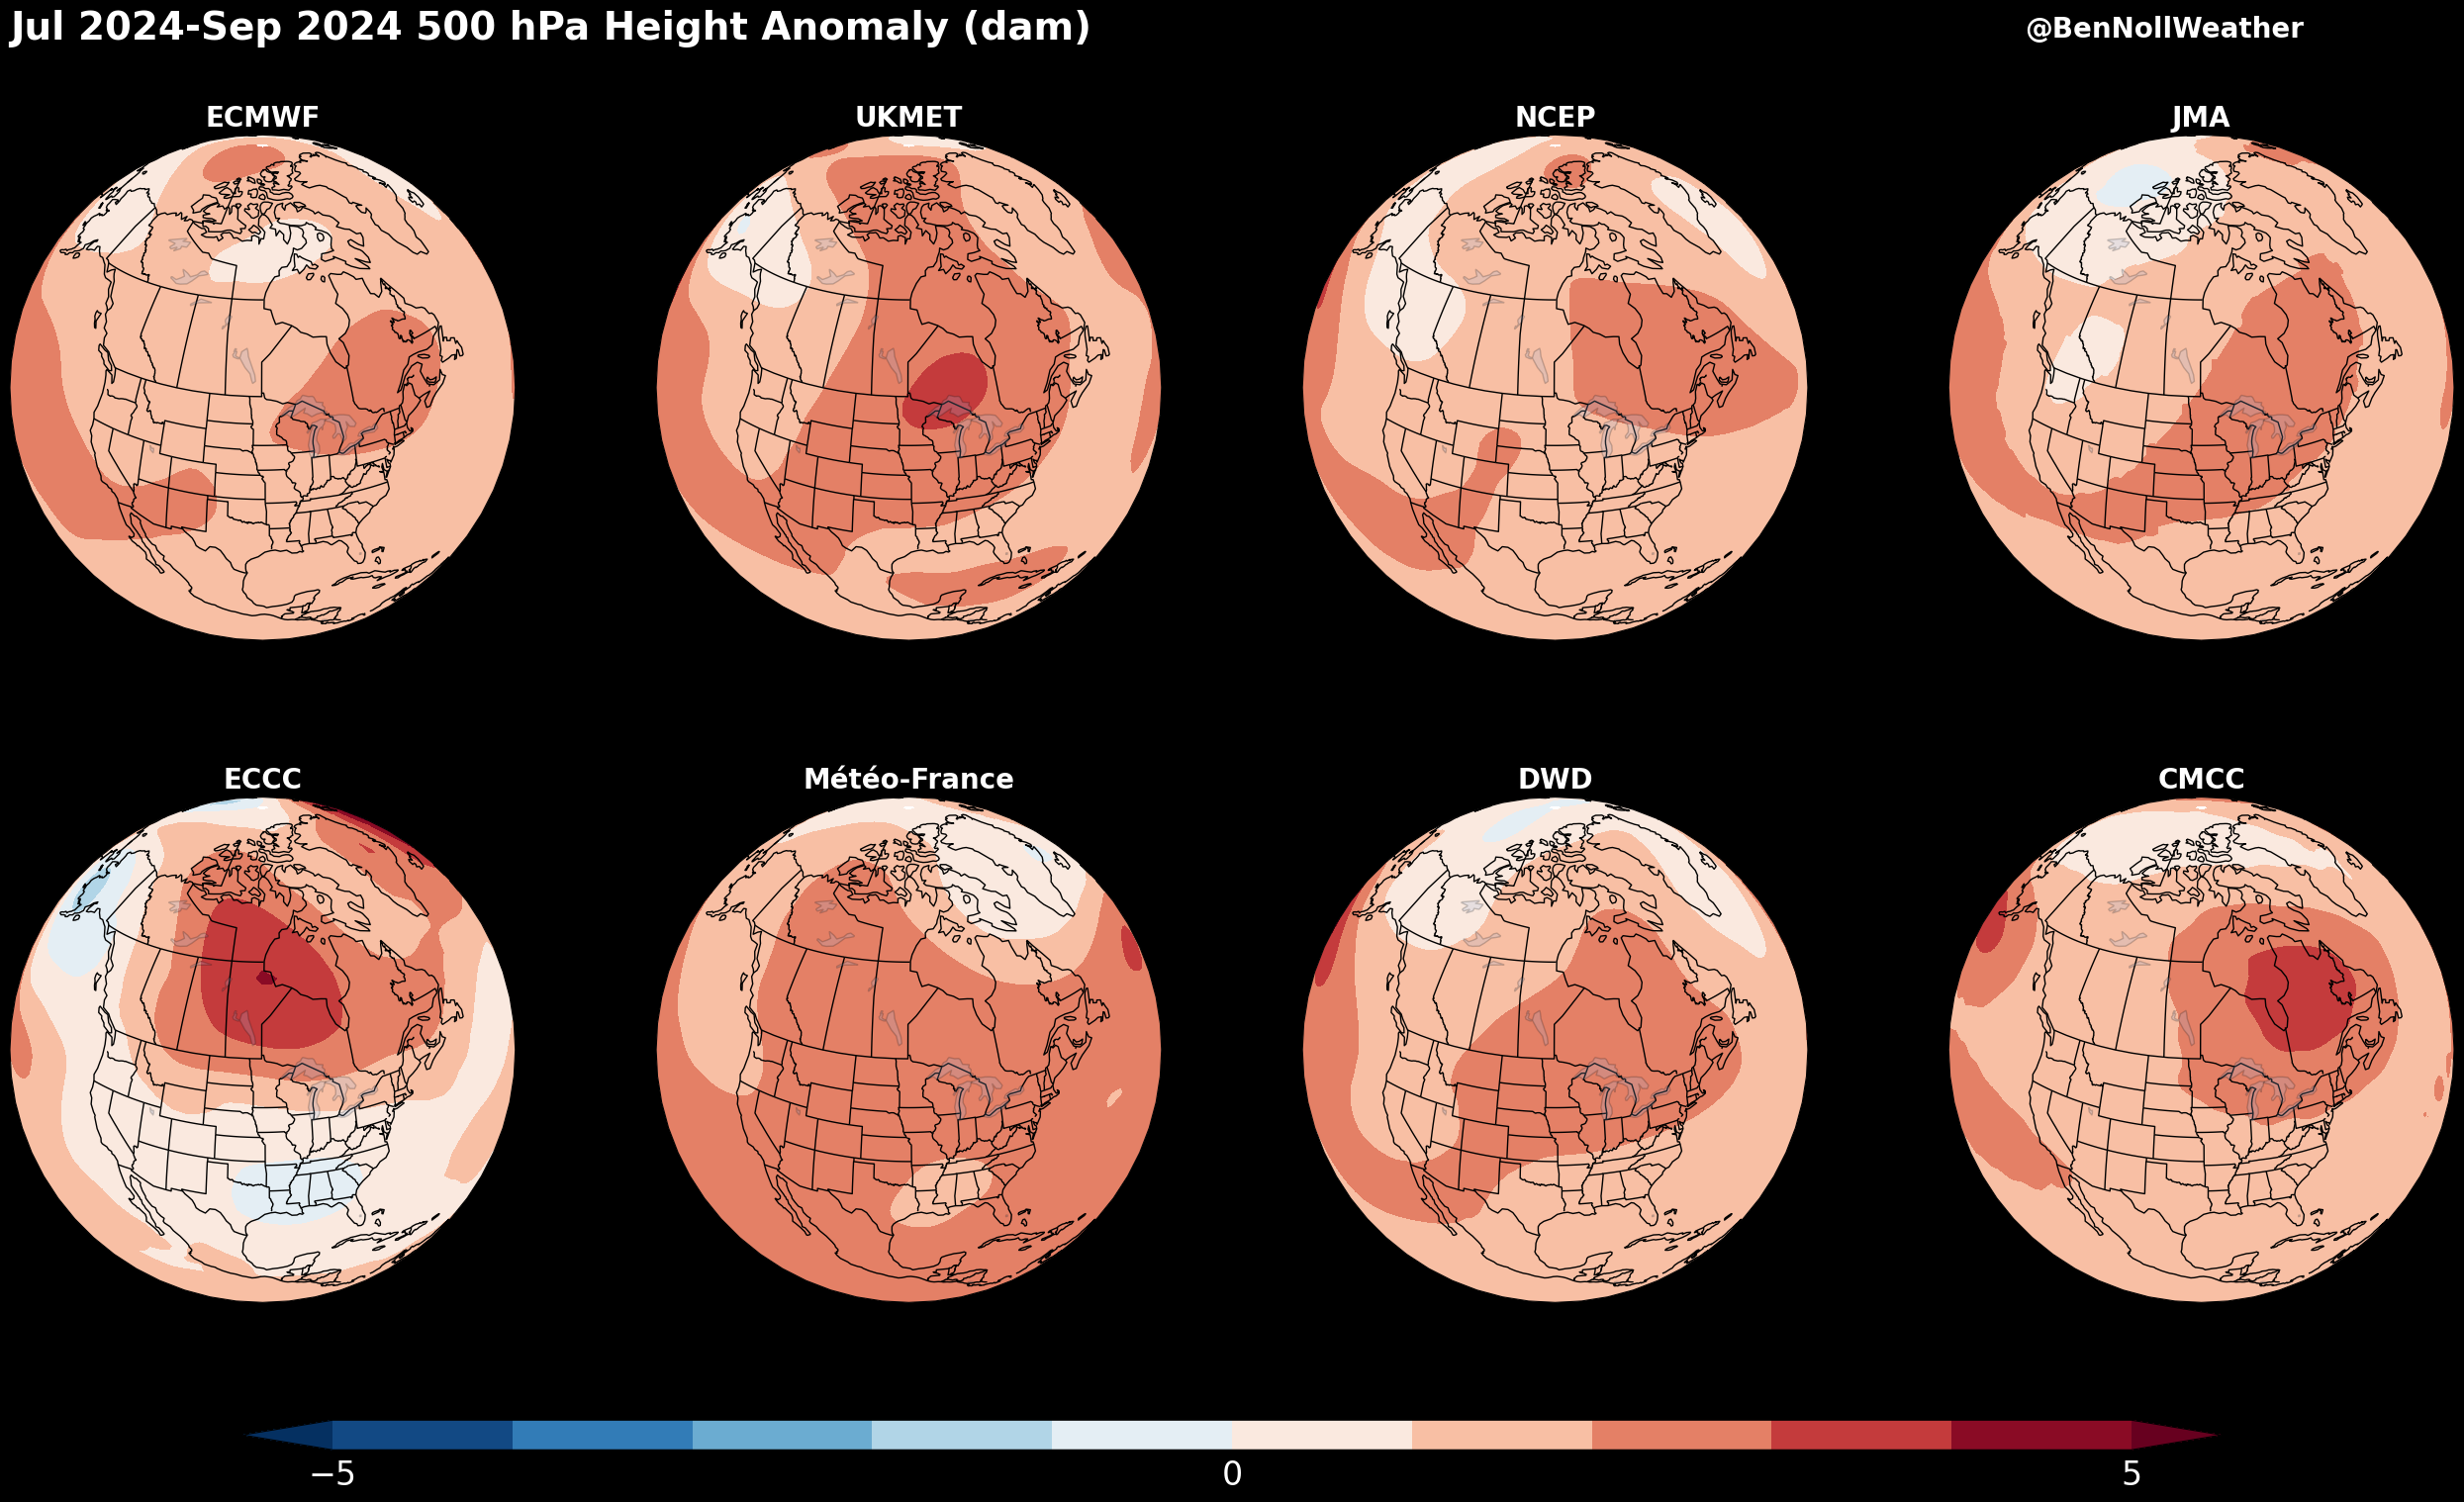 Jul 2024-Sep 2024 500 hPa Height Anomaly (dam)
@BenNollWeather
ECMWF
UKMET
NCEP
JMA
ECCC
Météo-France
DWD
CMCC
−5
0
5